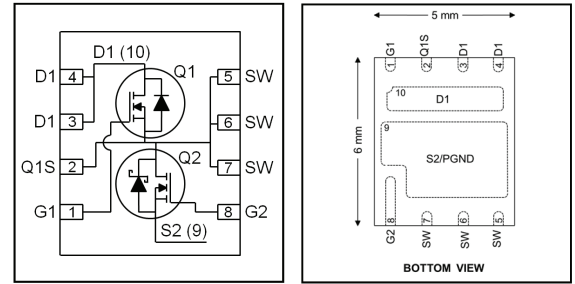 D1 (10)
Q1
D1 4
5 SW
D1 3
6 SW
Q1S 2
Q2
7 SW
G1 1
8 G2
S2 (9)
5 mm
G1
Q1S
D1
D1
1
2
3
4
10
D1
6 mm
9
S2/PGND
8
7
6
5
G2
SW
SW
SW
BOTTOM VIEW